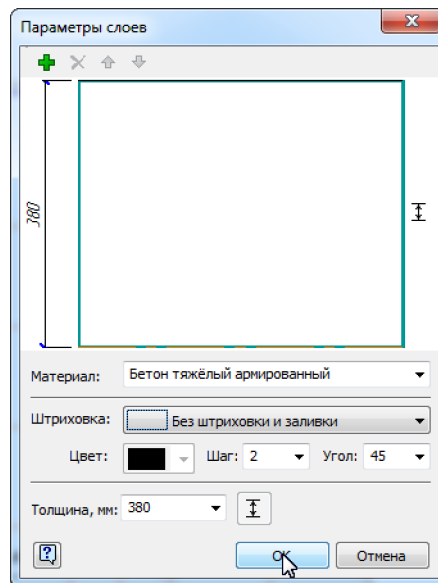 Параметры слоев
380
Материал: Бетон тяжёлый армированный
Штриховка: Без штриховки и заливки
Цвет: Шаг: 2 Угол: 45
Толщина, мм: 380
OK Отмена